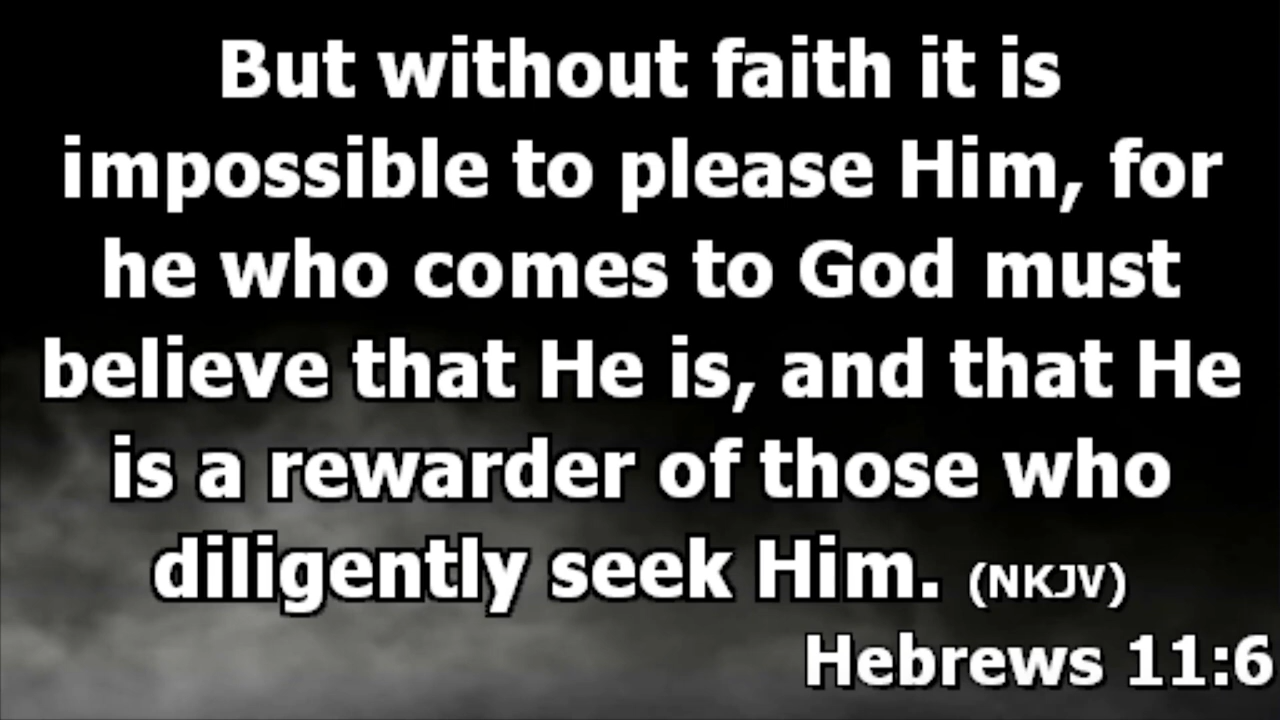 But without faith it is
impossible to please Him, for
he who comes to God must
believe that He is, and that He
is a rewarder of those who
diligently seek Him. (NKJV)
Hebrews 11:6